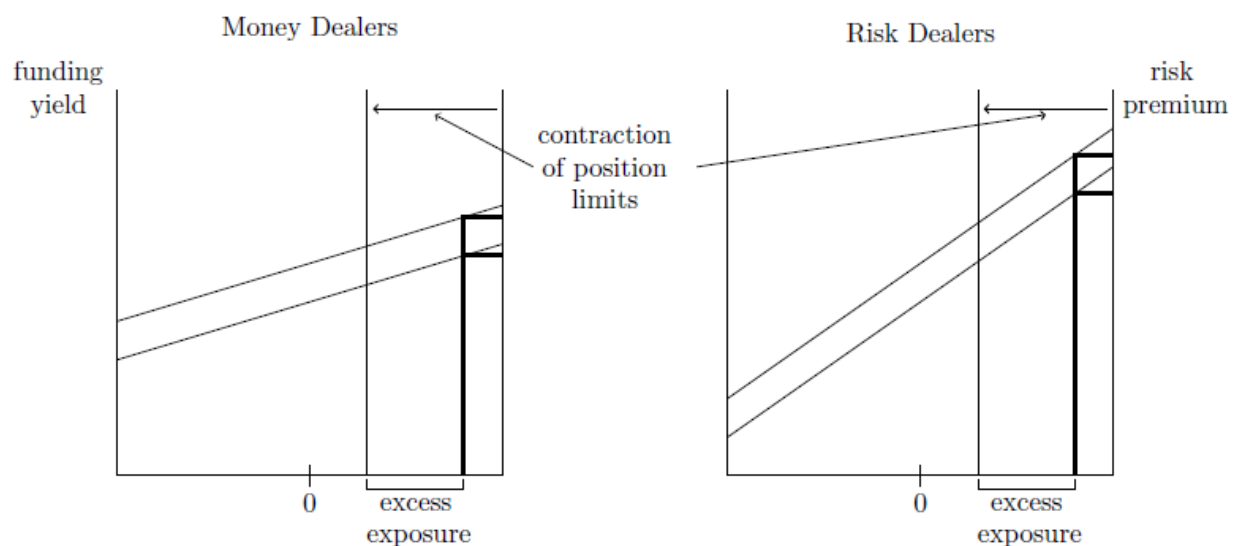 Money Dealers
Risk Dealers
funding
yield
risk
premium
contraction
of position
limits
0
excess
exposure
0
excess
exposure